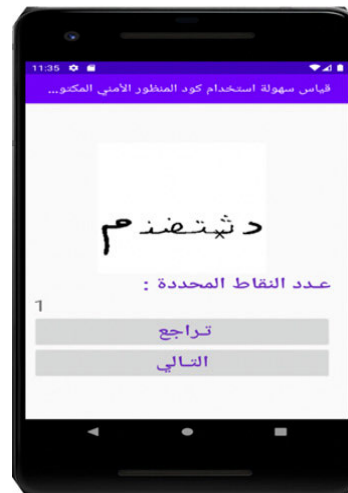 11:35
قياس سهولة استخدام كود المنظور الأمني المكتو...
عدد النقاط المحددة :
1
تراجع
التالي